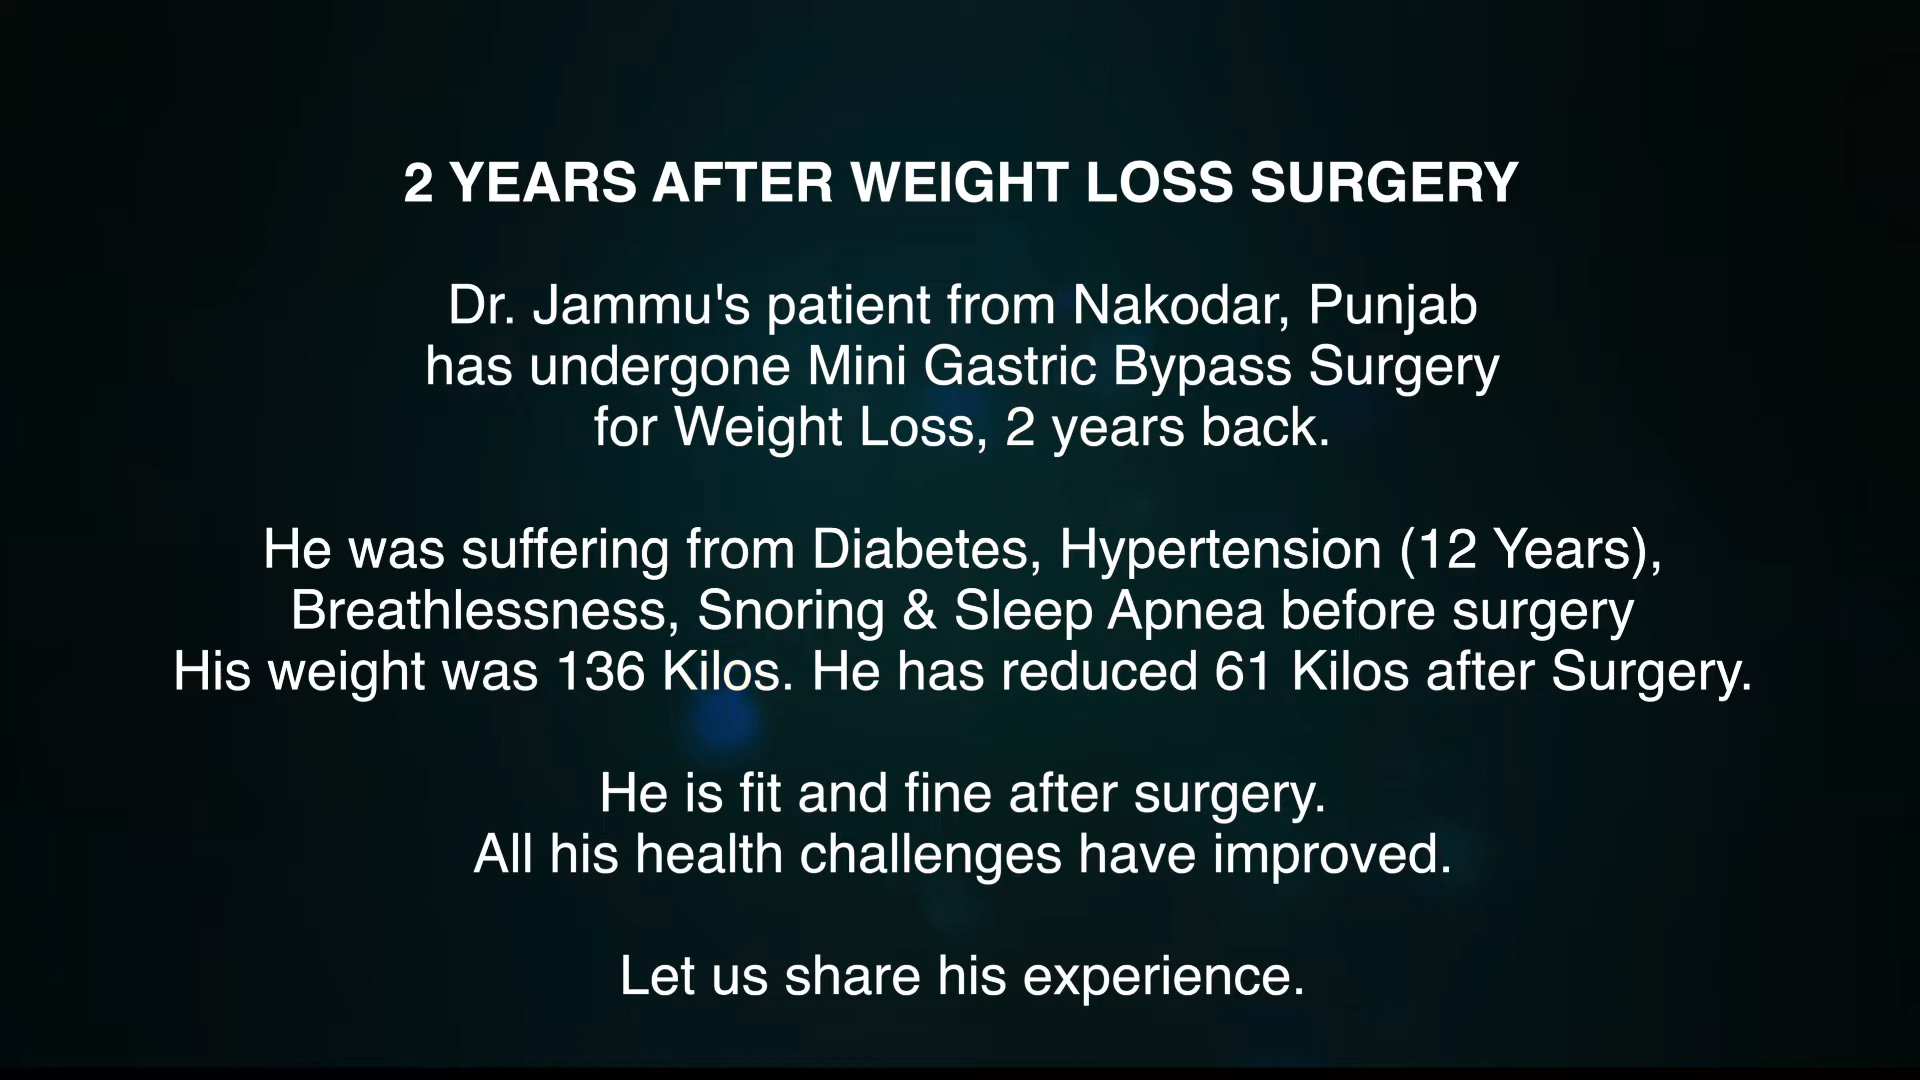 2 YEARS AFTER WEIGHT LOSS SURGERY
Dr. Jammu's patient from Nakodar, Punjab
has undergone Mini Gastric Bypass Surgery
for Weight Loss, 2 years back.
He was suffering from Diabetes, Hypertension (12 Years),
Breathlessness, Snoring & Sleep Apnea before surgery
His weight was 136 Kilos. He has reduced 61 Kilos after Surgery.
He is fit and fine after surgery.
All his health challenges have improved.
Let us share his experience.